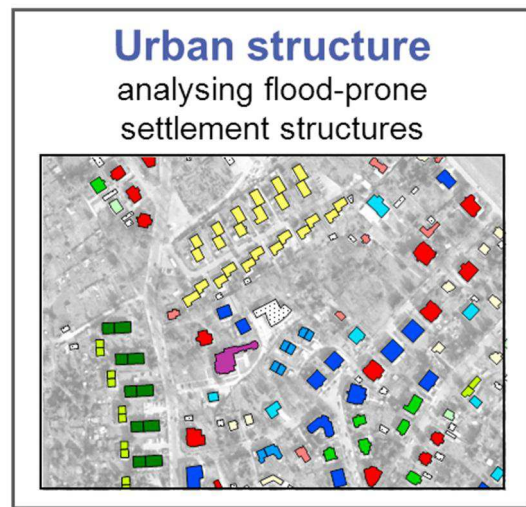 Urban structure
analysing flood-prone
settlement structures